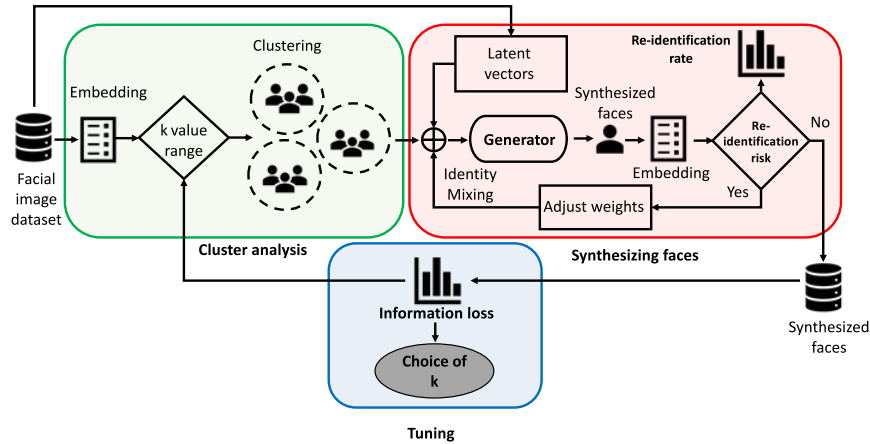 Clustering
Embedding
k value
range
Facial
image
dataset
Cluster analysis
Latent
vectors
Re-identification
rate
Synthesized
faces
Generator
Identity
Mixing
Embedding
Re-
identification
risk
No
Yes
Adjust weights
Synthesizing faces
Synthesized
faces
Information loss
Choice of
k
Tuning